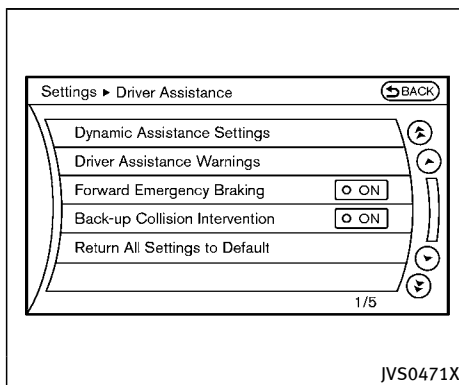 Settings ▸ Driver Assistance BACK
Dynamic Assistance Settings
Driver Assistance Warnings
Forward Emergency Braking ON
Back-up Collision Intervention ON
Return All Settings to Default
1/5
JVS0471X